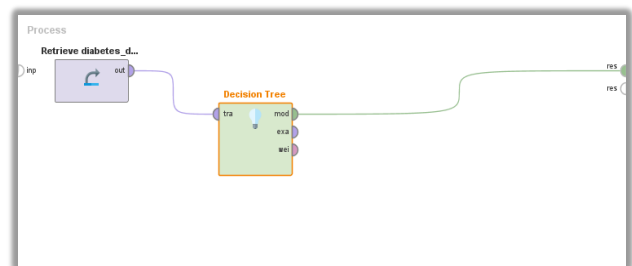 Process
Retrieve diabetes_d...
inp
out
res
res
Decision Tree
tra
mod
exa
wei